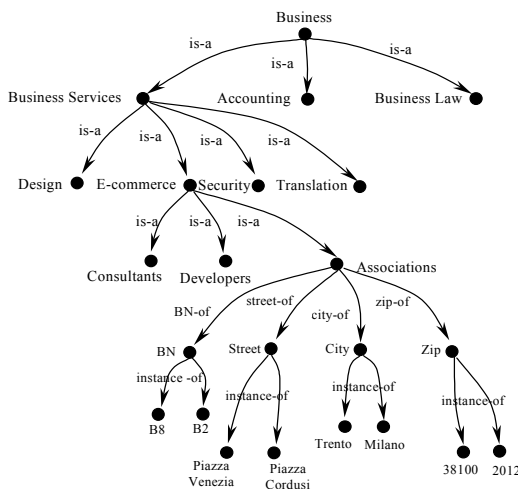 Business
is-a
is-a
is-a
Business Services
Accounting
Business Law
is-a
is-a
is-a
is-a
Design
E-commerce
Security
Translation
is-a
is-a
is-a
Consultants
Developers
Associations
BN-of
street-of
city-of
zip-of
BN
Street
City
Zip
instance -of
instance-of
instance-of
instance-of
B8
B2
Trento
Milano
Piazza
Venezia
Piazza
Cordusi
38100
2012